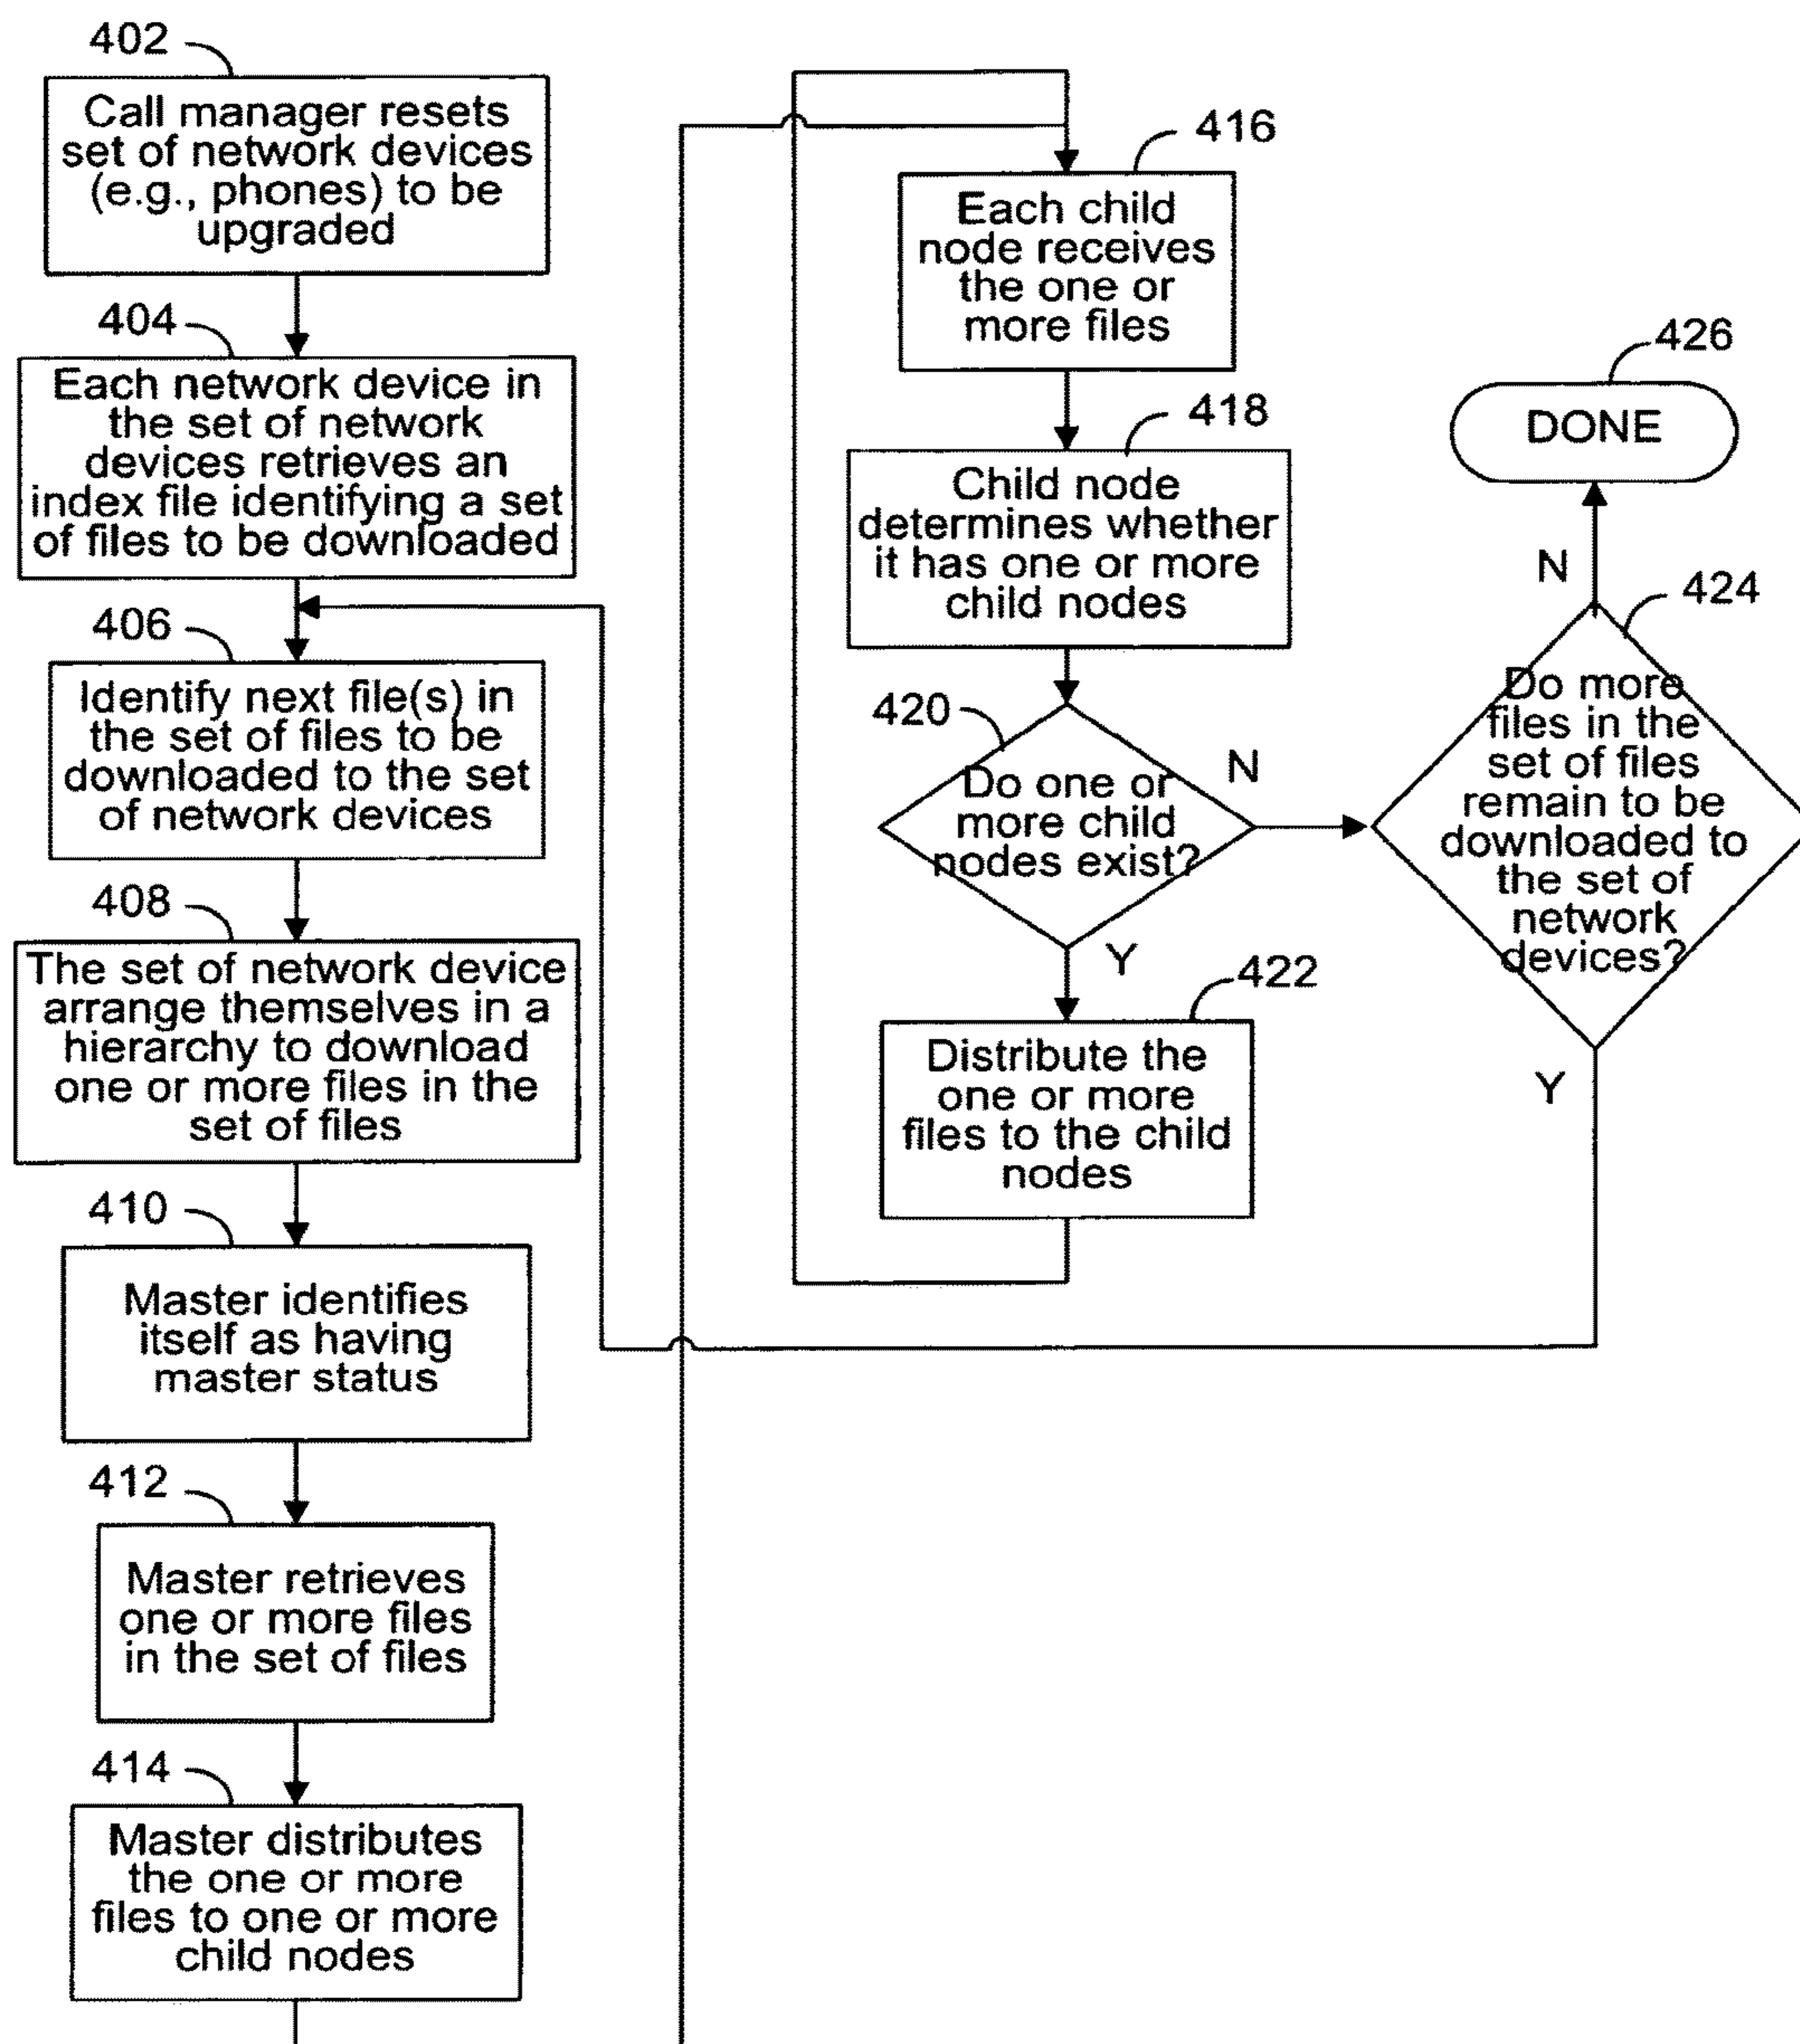 402
Call manager resets
set of network devices
(e.g., phones) to be
upgraded
404
Each network device in
the set of network
devices retrieves an
index file identifying a set
of files to be downloaded
406
Identify next file(s) in
the set of files to be
downloaded to the set
of network devices
408
The set of network device
arrange themselves in a
hierarchy to download
one or more files in the
set of files
410
Master identifies
itself as having
master status
412
Master retrieves
one or more files
in the set of files
414
Master distributes
the one or more
files to one or more
child nodes
416
Each child
node receives
the one or
more files
418
Child node
determines whether
it has one or more
child nodes
420
Do one or
more child
nodes exist?
N
Y
422
Distribute the
one or more
files to the child
nodes
426
DONE
N
424
Do more
files in the
set of files
remain to be
downloaded to
the set of
network
devices?
Y